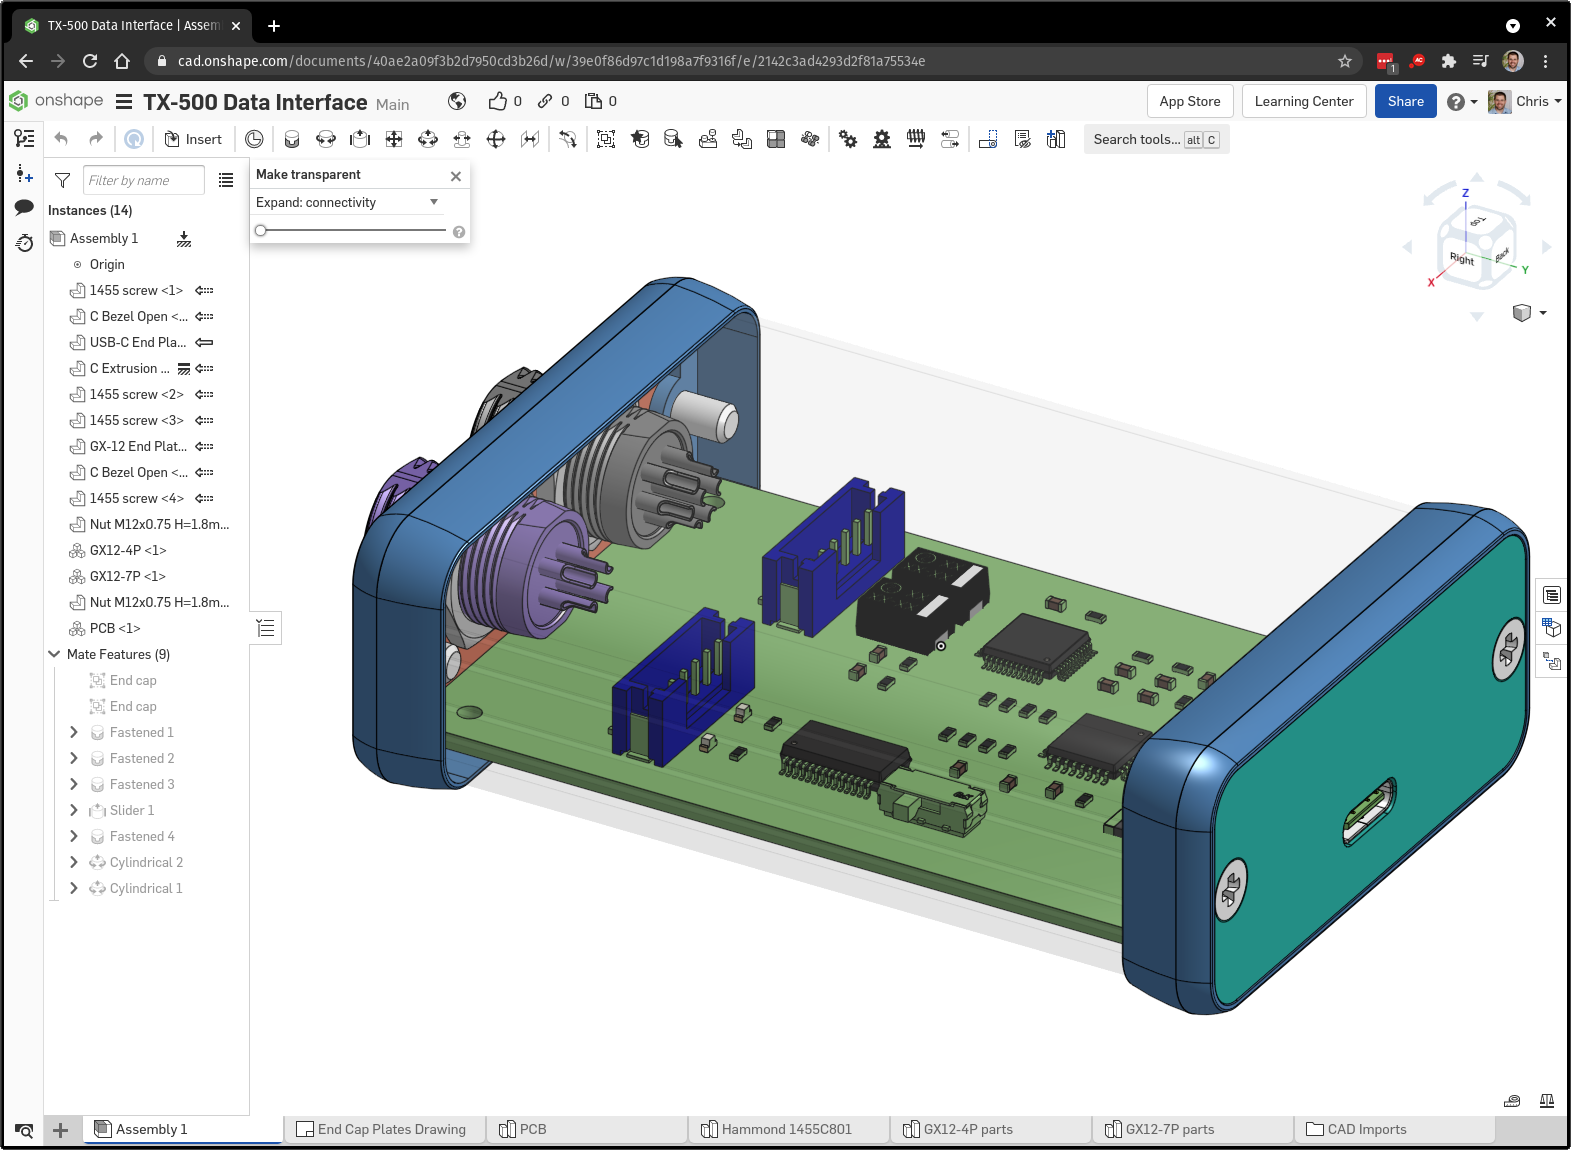 TX-500 Data Interface | Assem
cad.onshape.com/documents/40ae2a09f3b2d7950cd3b26d/w/39e0f86d97c1d198a7f9316f/e/2142c3ad4293d2f81a75534e
1
AC
onshape TX-500 Data Interface Main 0 0 0 App Store Learning Center Share Chris
Insert Search tools... alt C
Filter by name
Make transparent
Expand: connectivity
Instances (14)
Assembly 1
Origin
1455 screw <1>
C Bezel Open <...
USB-C End Pla...
C Extrusion ...
1455 screw <2>
1455 screw <3>
GX-12 End Plat...
C Bezel Open <...
1455 screw <4>
Nut M12x0.75 H=1.8m...
GX12-4P <1>
GX12-7P <1>
Nut M12x0.75 H=1.8m...
PCB <1>
Mate Features (9)
End cap
End cap
Fastened 1
Fastened 2
Fastened 3
Slider 1
Fastened 4
Cylindrical 2
Cylindrical 1
Z
Top
Right
Back
X
Y
Assembly 1 End Cap Plates Drawing PCB Hammond 1455C801 GX12-4P parts GX12-7P parts CAD Imports